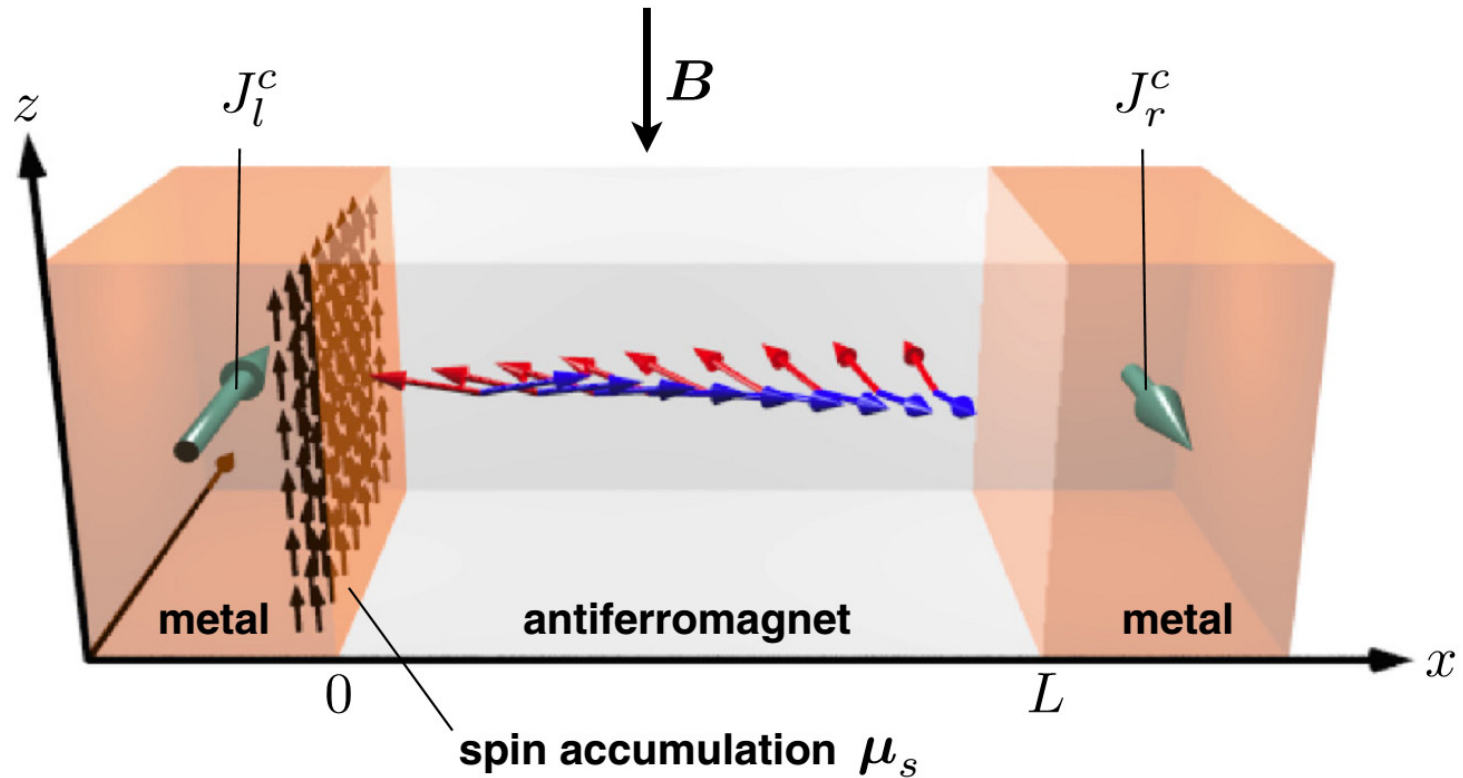 B
J_l^c
J_r^c
z
metal
antiferromagnet
metal
x
0
L
spin accumulation μ_s